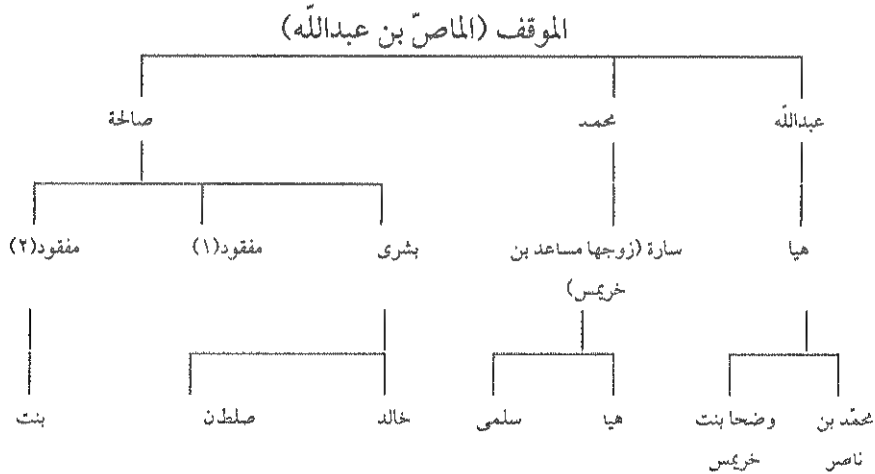 الموقف (الماصّ بن عبدالله)
عبدالله
محمد
صالحة
هيا
سارة (زوجها مساعد بن
خريمس)
بشرى
مفقود(١)
مفقود(٢)
محمّد بن
ناصر
وضحا بنت
خريمس
هيا
سلمى
خالد
صلطن
بنت